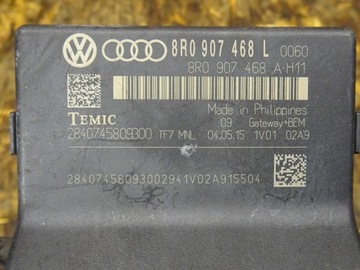 8R0 907 468 L 0060
8R0 907 468 A-H11
Made in Philippines
TEMIC 09 Gateway+BEM
2840745809300 TF7 MNL 04.05.15 1V01 02A9
28407458093002941V02A915504